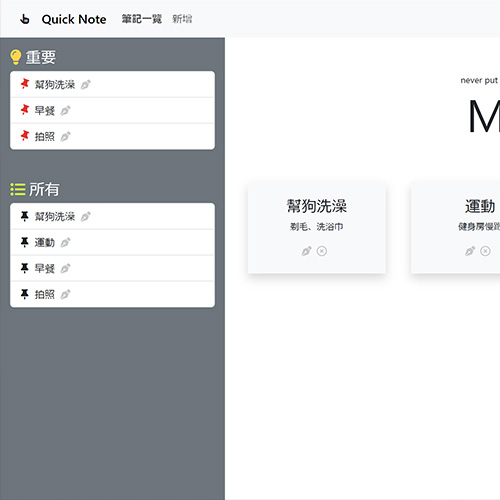 Quick Note 筆記一覽 新增
重要
幫狗洗澡
早餐
拍照
所有
幫狗洗澡
運動
早餐
拍照
never put
M
幫狗洗澡
剃毛、洗浴巾
運動
健身房慢跑